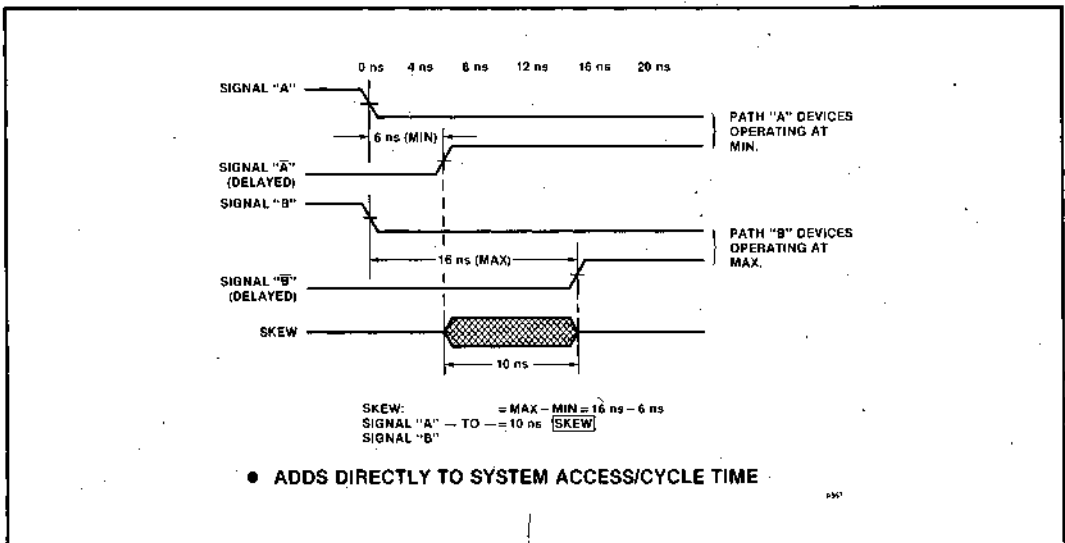 0 ns 4 ns 8 ns 12 ns 16 ns 20 ns
SIGNAL "A"
PATH "A" DEVICES
OPERATING AT
MIN.
6 ns (MIN)
SIGNAL "A̅"
(DELAYED)
SIGNAL "B"
PATH "B" DEVICES
OPERATING AT
MAX.
16 ns (MAX)
SIGNAL "B̅"
(DELAYED)
SKEW
10 ns
SKEW: = MAX – MIN = 16 ns – 6 ns
SIGNAL "A" — TO — = 10 ns SKEW
SIGNAL "B"
• ADDS DIRECTLY TO SYSTEM ACCESS/CYCLE TIME